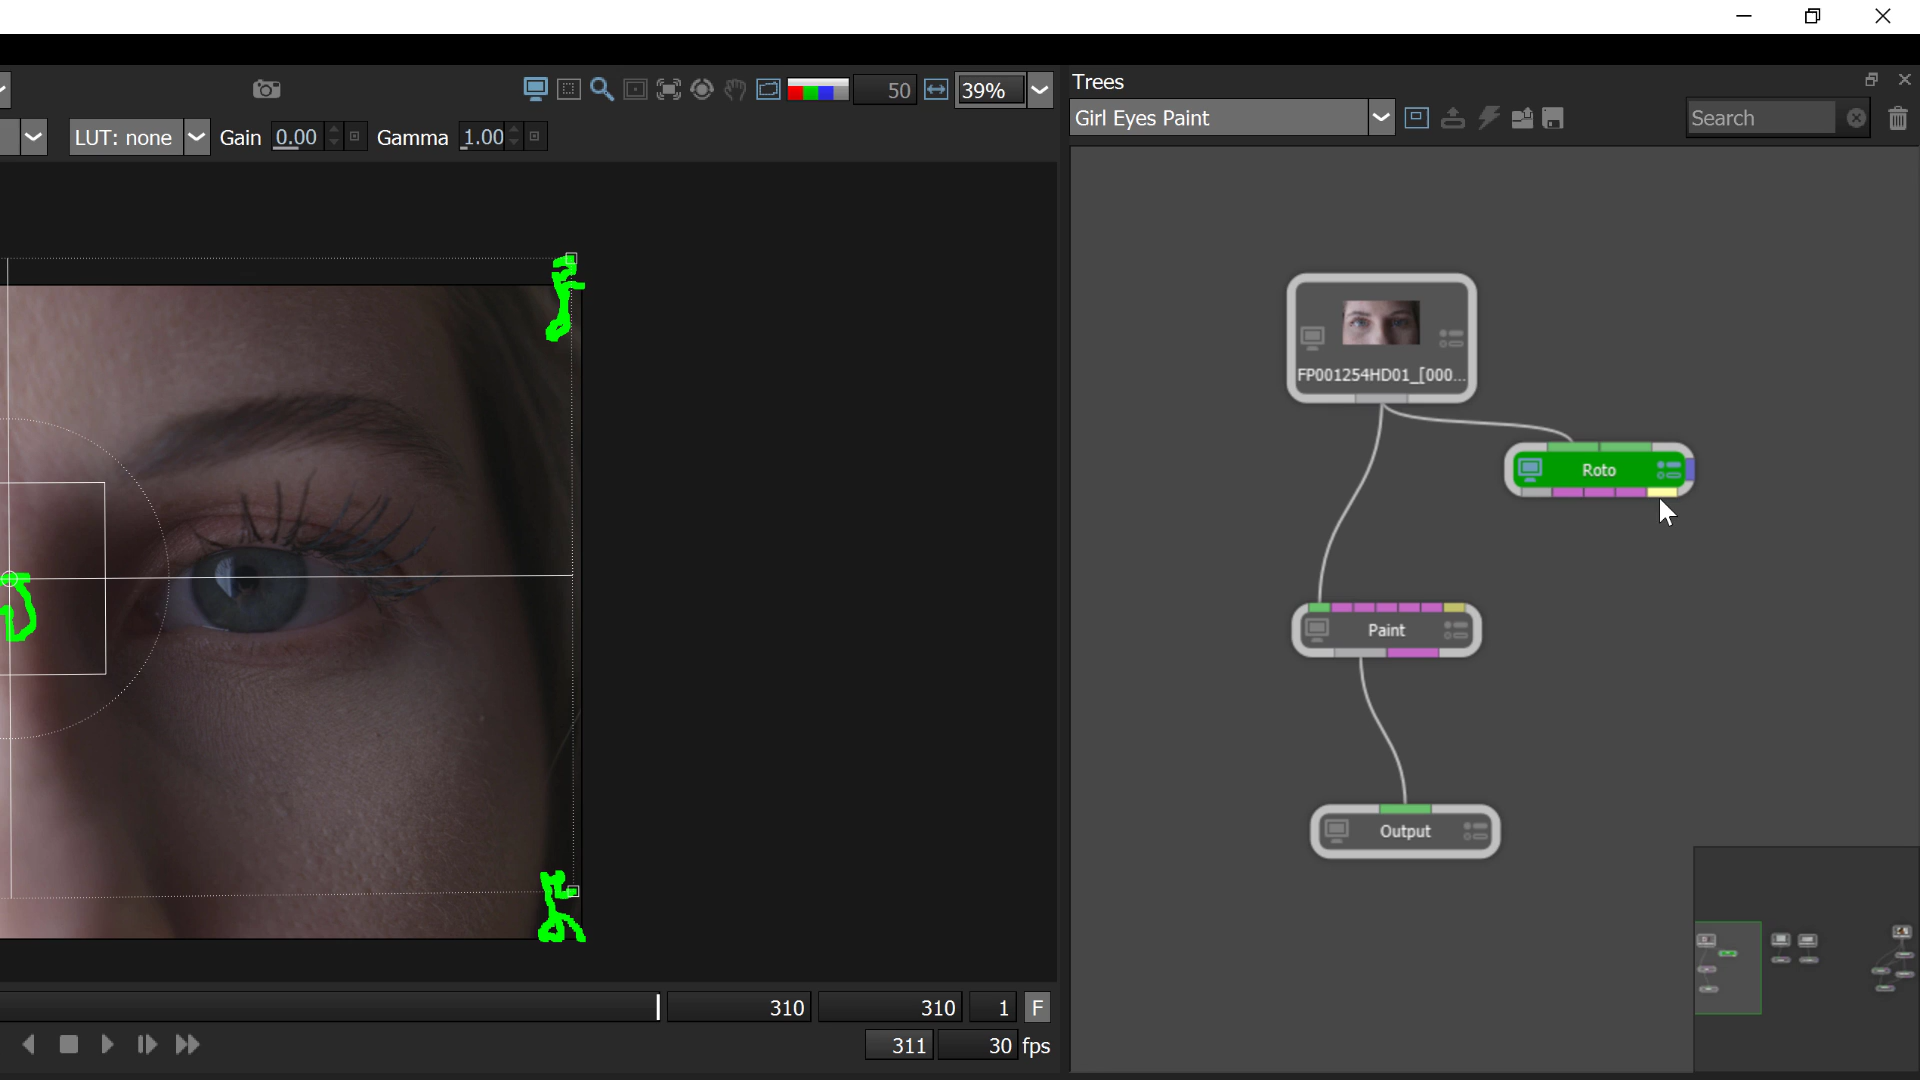 Trees
39%
50
Girl Eyes Paint
Search
LUT: none
Gain
0.00
Gamma
1.00
FP001254HD01_[000...
Roto
Paint
Output
310
310
1
F
311
30
fps